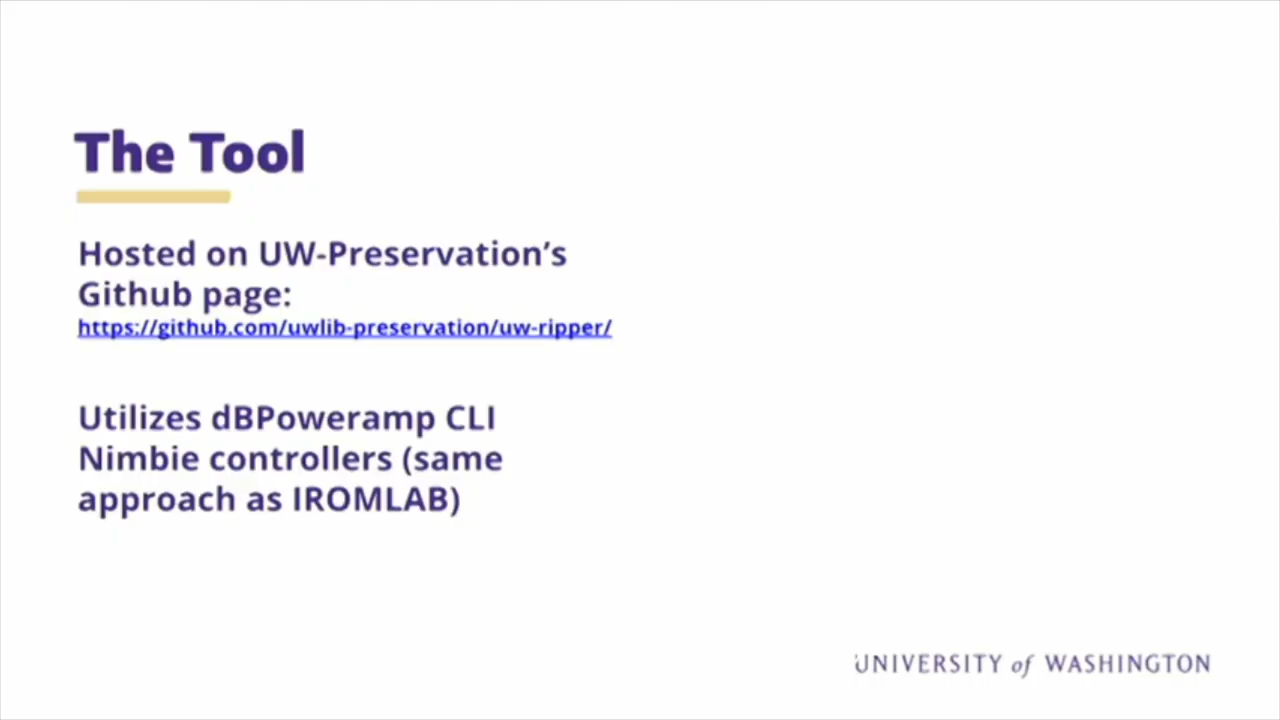 The Tool
Hosted on UW-Preservation's
Github page:
https://github.com/uwlib-preservation/uw-ripper/
Utilizes dBPoweramp CLI
Nimbie controllers (same
approach as IROMLAB)
UNIVERSITY of WASHINGTON